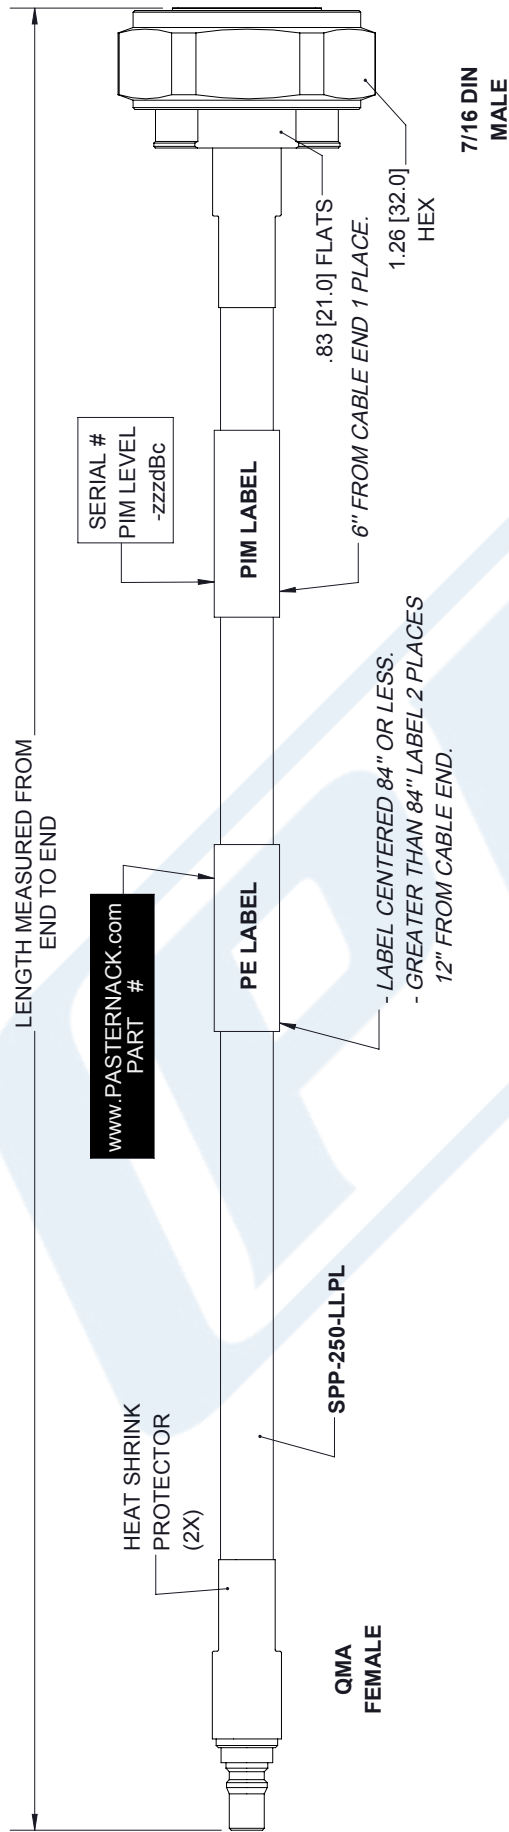 LENGTH MEASURED FROM
END TO END
HEAT SHRINK
PROTECTOR
(2X)
www.PASTERNACK.com
PART #
SERIAL #
PIM LEVEL
-zzzdBc
PE LABEL
PIM LABEL
QMA
FEMALE
SPP-250-LLPL
- LABEL CENTERED 84" OR LESS.
- GREATER THAN 84" LABEL 2 PLACES
12" FROM CABLE END.
6" FROM CABLE END 1 PLACE.
.83 [21.0] FLATS
1.26 [32.0]
HEX
7/16 DIN
MALE